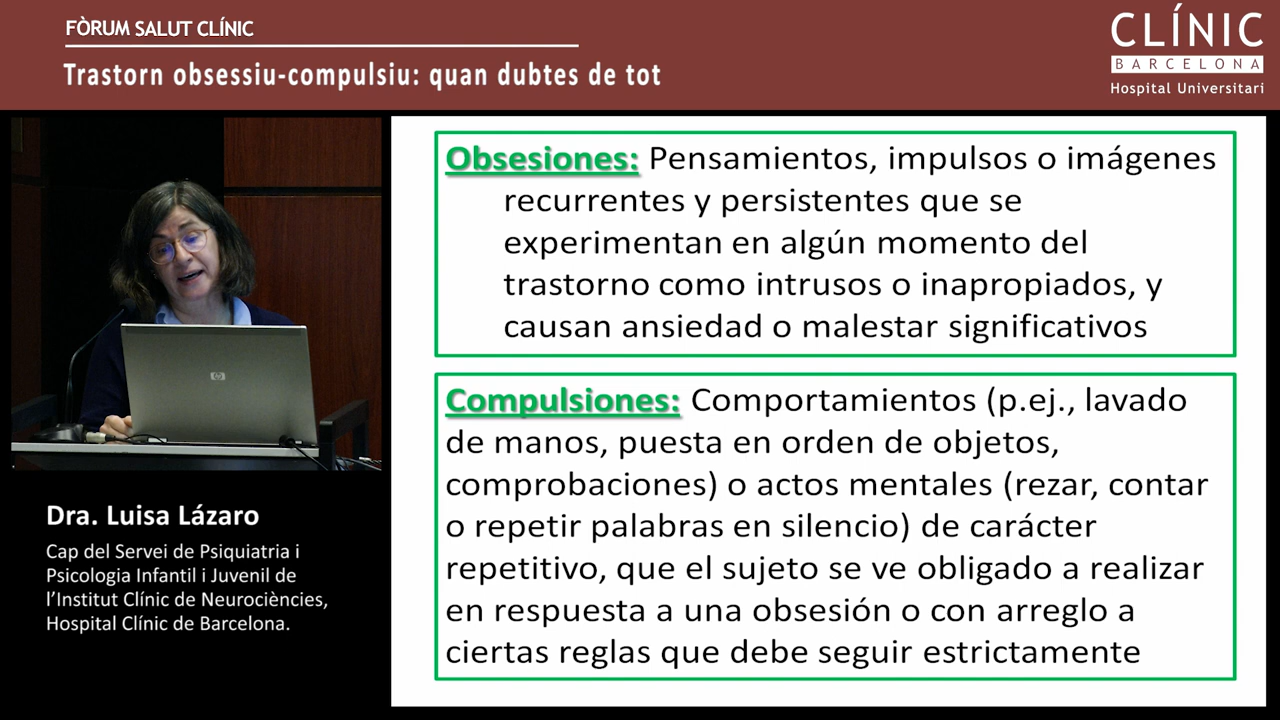 FÒRUM SALUT CLÍNIC
Trastorn obsessiu-compulsiu: quan dubtes de tot
CLÍNIC
BARCELONA
Hospital Universitari
Obsesiones: Pensamientos, impulsos o imágenes
recurrentes y persistentes que se
experimentan en algún momento del
trastorno como intrusos o inapropiados, y
causan ansiedad o malestar significativos
Compulsiones: Comportamientos (p.ej., lavado
de manos, puesta en orden de objetos,
comprobaciones) o actos mentales (rezar, contar
o repetir palabras en silencio) de carácter
repetitivo, que el sujeto se ve obligado a realizar
en respuesta a una obsesión o con arreglo a
ciertas reglas que debe seguir estrictamente
hp
Dra. Luisa Lázaro
Cap del Servei de Psiquiatria i
Psicologia Infantil i Juvenil de
l'Institut Clínic de Neurociències,
Hospital Clínic de Barcelona.